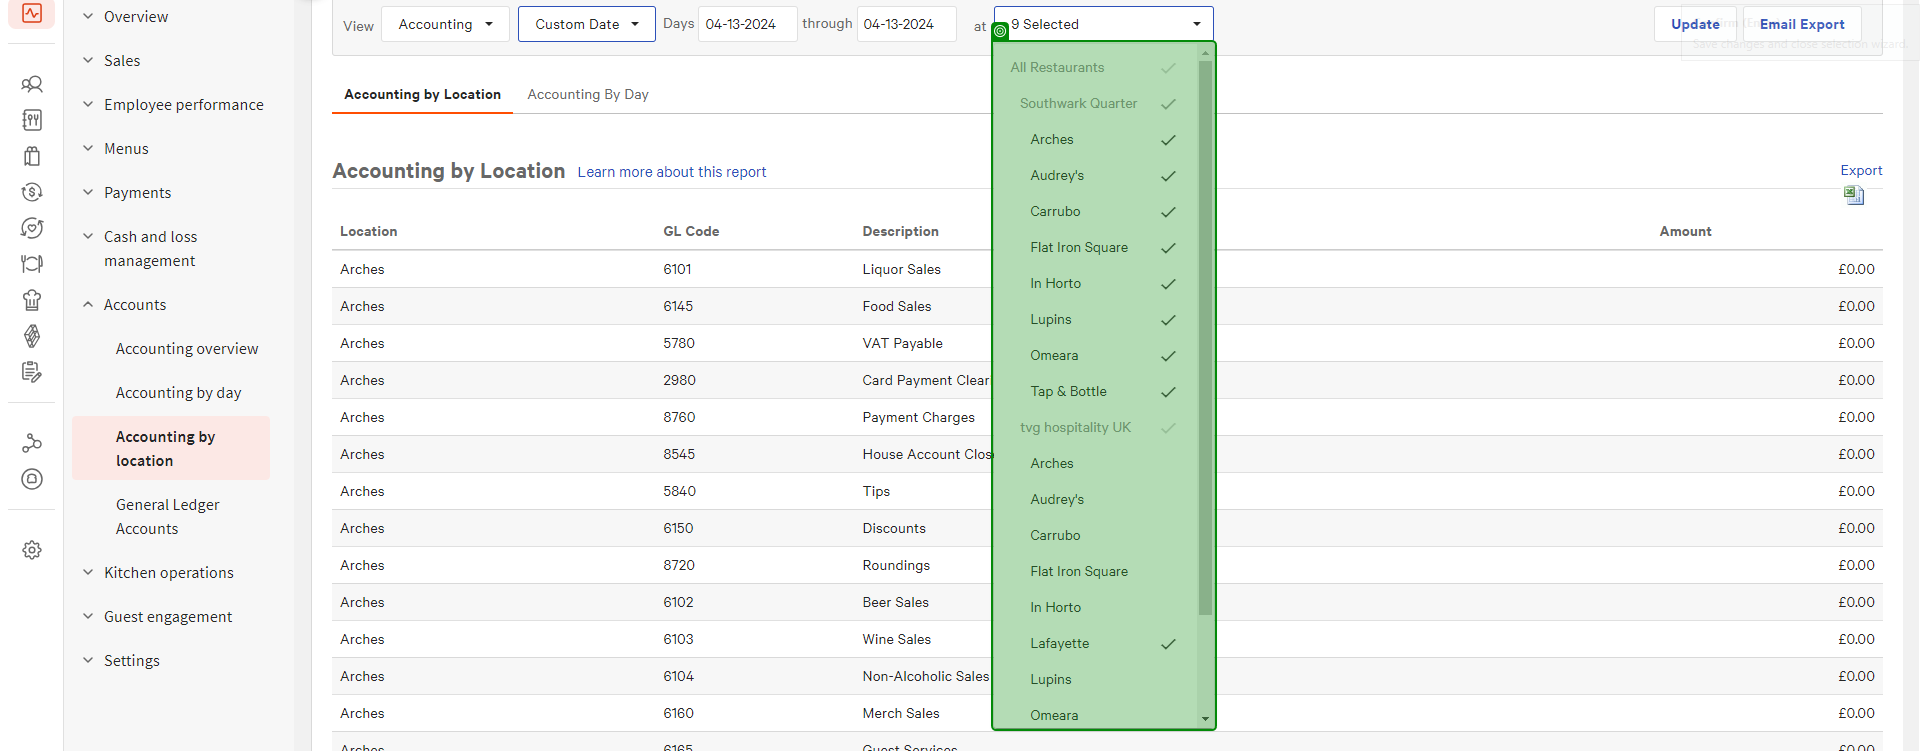 Overview
Sales
Employee performance
Menus
Payments
Cash and loss
management
Accounts
Accounting overview
Accounting by day
Accounting by
location
General Ledger
Accounts
Kitchen operations
Guest engagement
Settings
View Accounting Custom Date Days 04-13-2024 through 04-13-2024 at 9 Selected Update Email Export
Save changes and close selection wizard.
Accounting by Location Accounting By Day
Accounting by Location Learn more about this report Export
Location GL Code Description Amount
Arches 6101 Liquor Sales £0.00
Arches 6145 Food Sales £0.00
Arches 5780 VAT Payable £0.00
Arches 2980 Card Payment Clear £0.00
Arches 8760 Payment Charges £0.00
Arches 8545 House Account Clos £0.00
Arches 5840 Tips £0.00
Arches 6150 Discounts £0.00
Arches 8720 Roundings £0.00
Arches 6102 Beer Sales £0.00
Arches 6103 Wine Sales £0.00
Arches 6104 Non-Alcoholic Sales £0.00
Arches 6160 Merch Sales £0.00
Arches 6165 Guest Services £0.00
All Restaurants
Southwark Quarter
Arches
Audrey's
Carrubo
Flat Iron Square
In Horto
Lupins
Omeara
Tap & Bottle
tvg hospitality UK
Arches
Audrey's
Carrubo
Flat Iron Square
In Horto
Lafayette
Lupins
Omeara